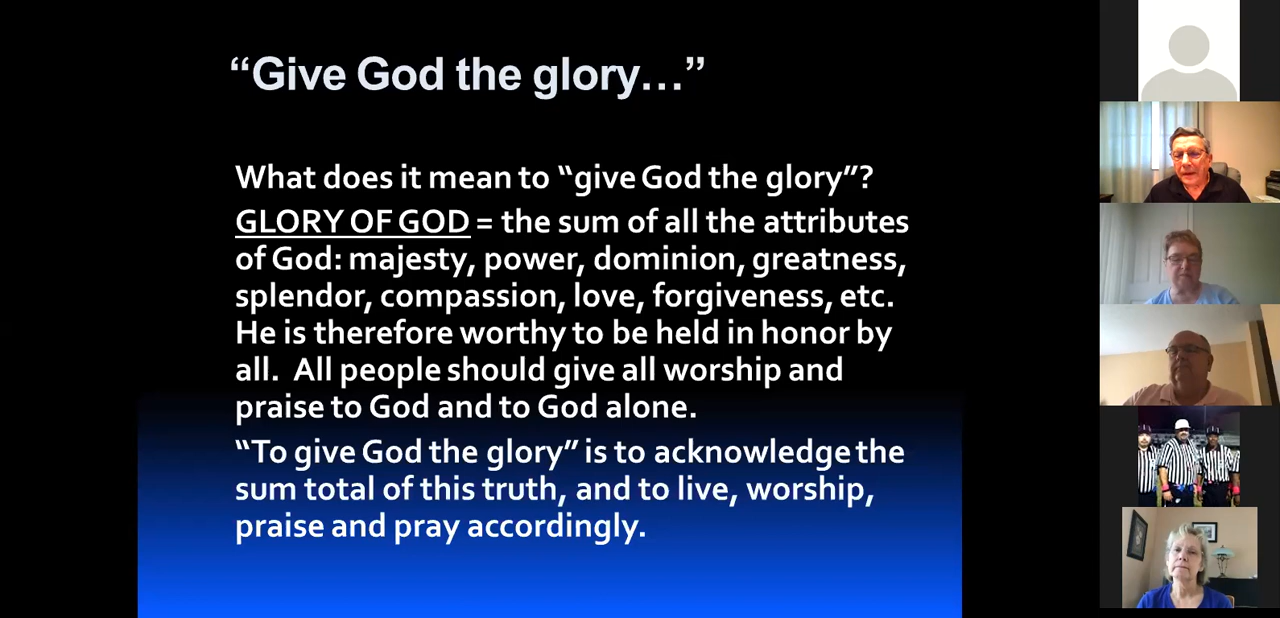 “Give God the glory…”
What does it mean to “give God the glory”?
GLORY OF GOD = the sum of all the attributes
of God: majesty, power, dominion, greatness,
splendor, compassion, love, forgiveness, etc.
He is therefore worthy to be held in honor by
all.  All people should give all worship and
praise to God and to God alone.
“To give God the glory” is to acknowledge the
sum total of this truth, and to live, worship,
praise and pray accordingly.